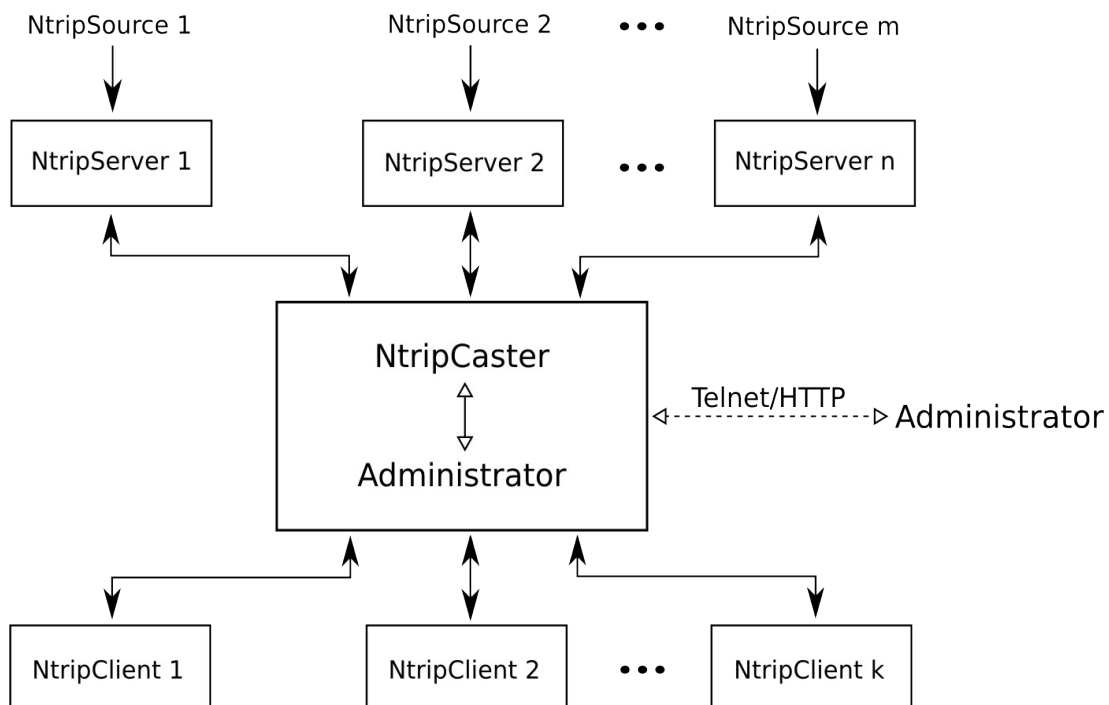 NtripSource 1
NtripSource 2
NtripSource m
NtripServer 1
NtripServer 2
NtripServer n
NtripCaster
Telnet/HTTP
Administrator
Administrator
NtripClient 1
NtripClient 2
NtripClient k